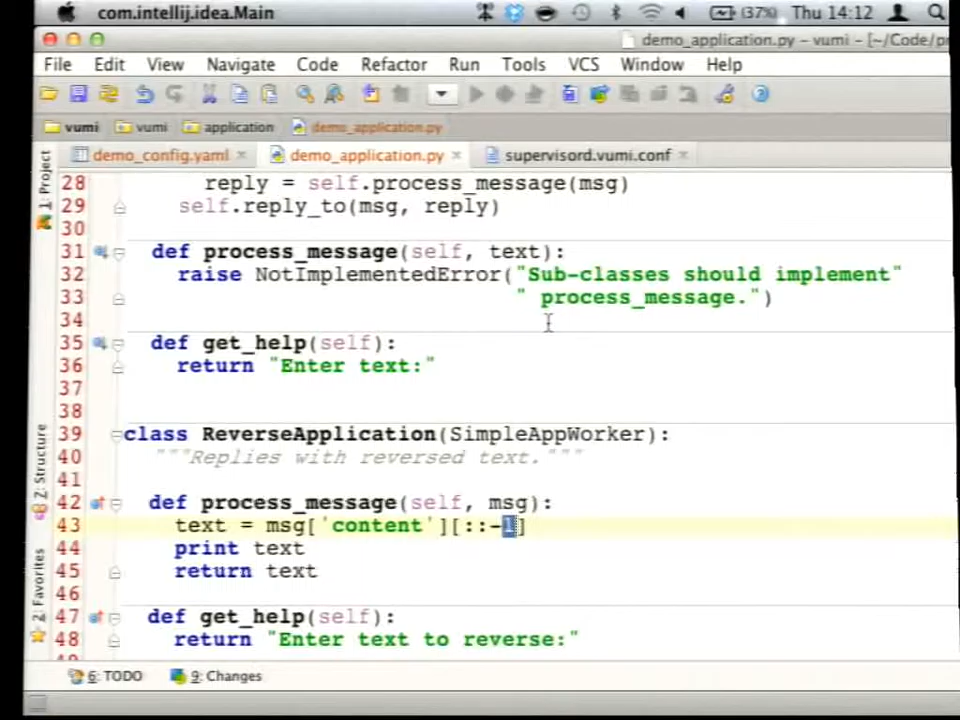 com.intellij.idea.Main (37%) Thu 14:12
demo_application.py – vumi – [~/Code/pr
File Edit View Navigate Code Refactor Run Tools VCS Window Help
vumi vumi application demo_application.py
demo_config.yaml demo_application.py supervisord.vumi.conf
1: Project
28 reply = self.process_message(msg)
29 self.reply_to(msg, reply)
30
31 def process_message(self, text):
32 raise NotImplementedError("Sub-classes should implement"
33 " process_message.")
34
35 def get_help(self):
36 return "Enter text:"
37
38
39 class ReverseApplication(SimpleAppWorker):
40 """Replies with reversed text."""
41
42 def process_message(self, msg):
43 text = msg['content'][::-1]
44 print text
45 return text
46
47 def get_help(self):
48 return "Enter text to reverse:"
Z: Structure
2: Favorites
6: TODO 9: Changes